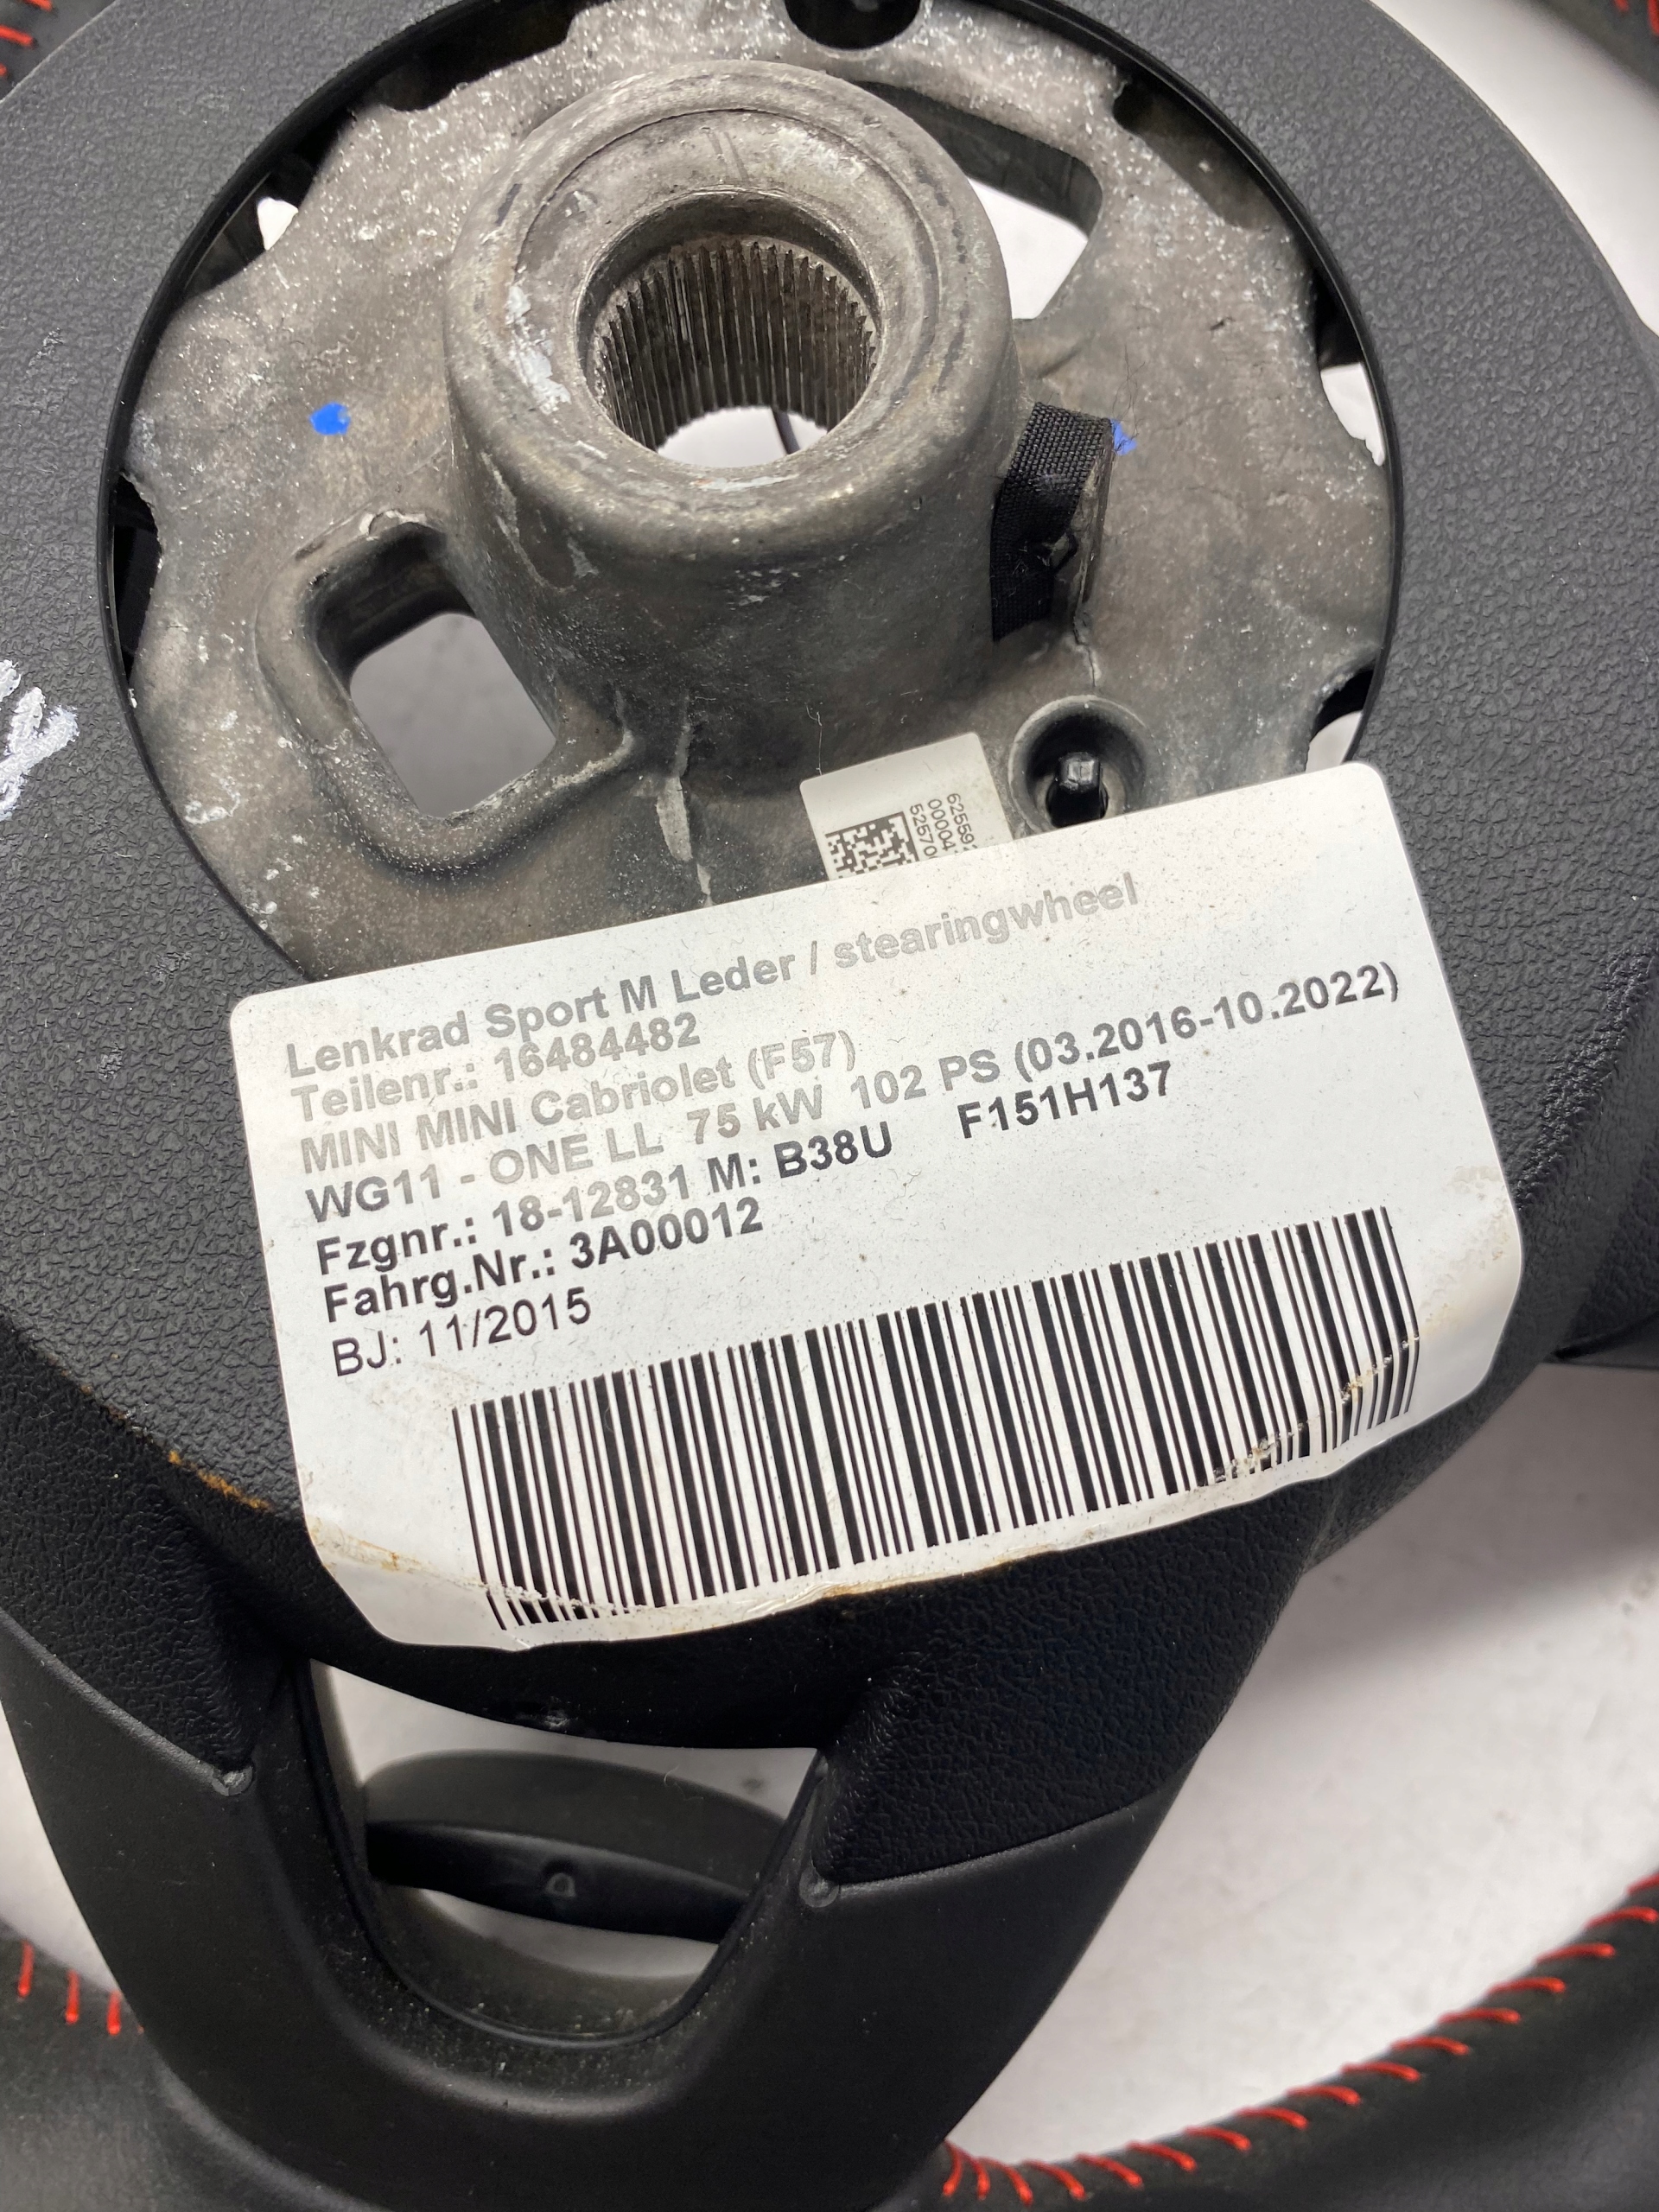 Lenkrad Sport M Leder / stearingwheel
Teilenr.: 16484482
MINI MINI Cabriolet (F57)
WG11 - ONE LL 75 kW 102 PS (03.2016-10.2022)
Fzgnr.: 18-12831 M: B38U F151H137
Fahrg.Nr.: 3A00012
BJ: 11/2015